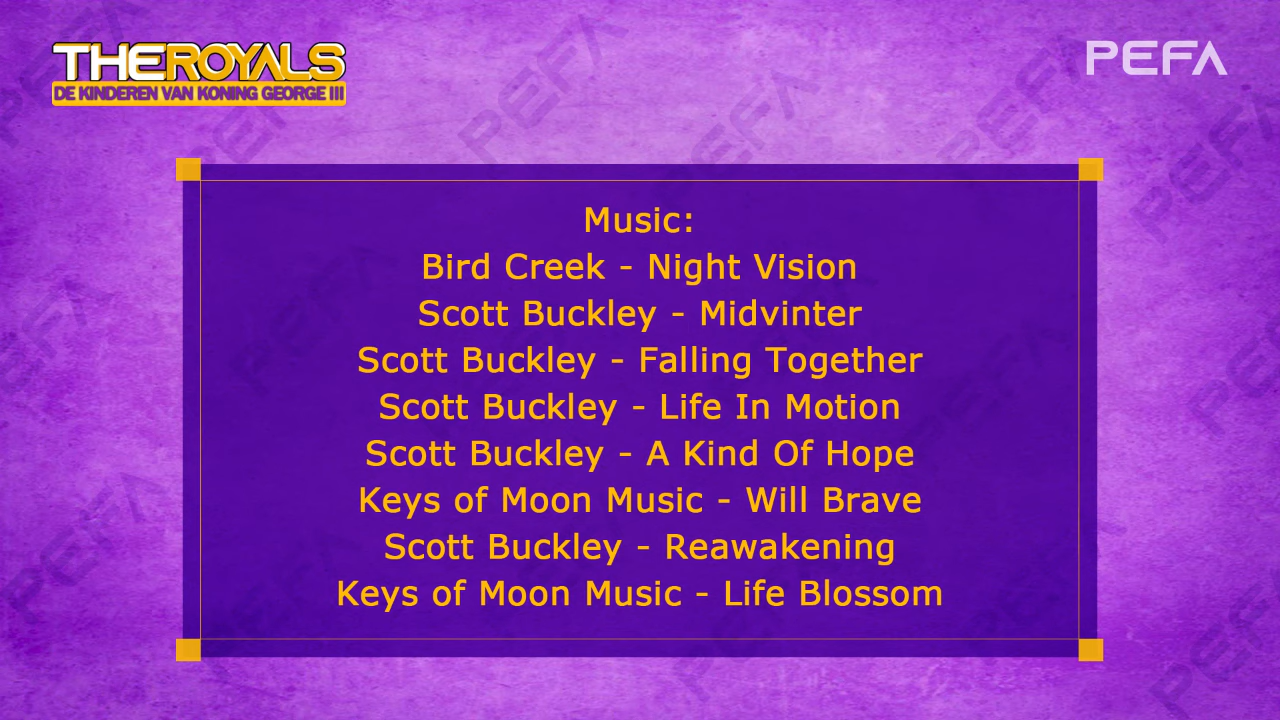 THEROYALS
DE KINDEREN VAN KONING GEORGE III
PEFA
Music:
Bird Creek - Night Vision
Scott Buckley - Midvinter
Scott Buckley - Falling Together
Scott Buckley - Life In Motion
Scott Buckley - A Kind Of Hope
Keys of Moon Music - Will Brave
Scott Buckley - Reawakening
Keys of Moon Music - Life Blossom